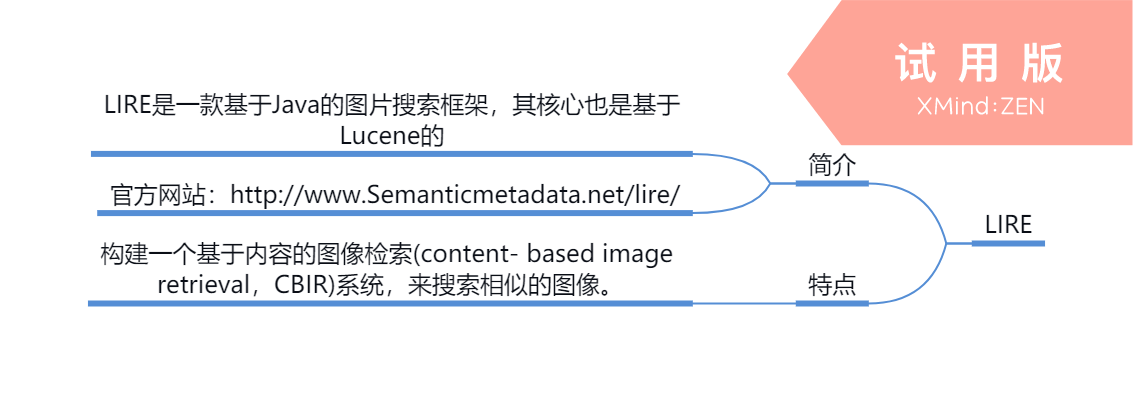 试用版
XMind:ZEN
LIRE是一款基于Java的图片搜索框架，其核心也是基于
Lucene的
简介
官方网站：http://www.Semanticmetadata.net/lire/
LIRE
构建一个基于内容的图像检索(content- based image
retrieval，CBIR)系统，来搜索相似的图像。
特点